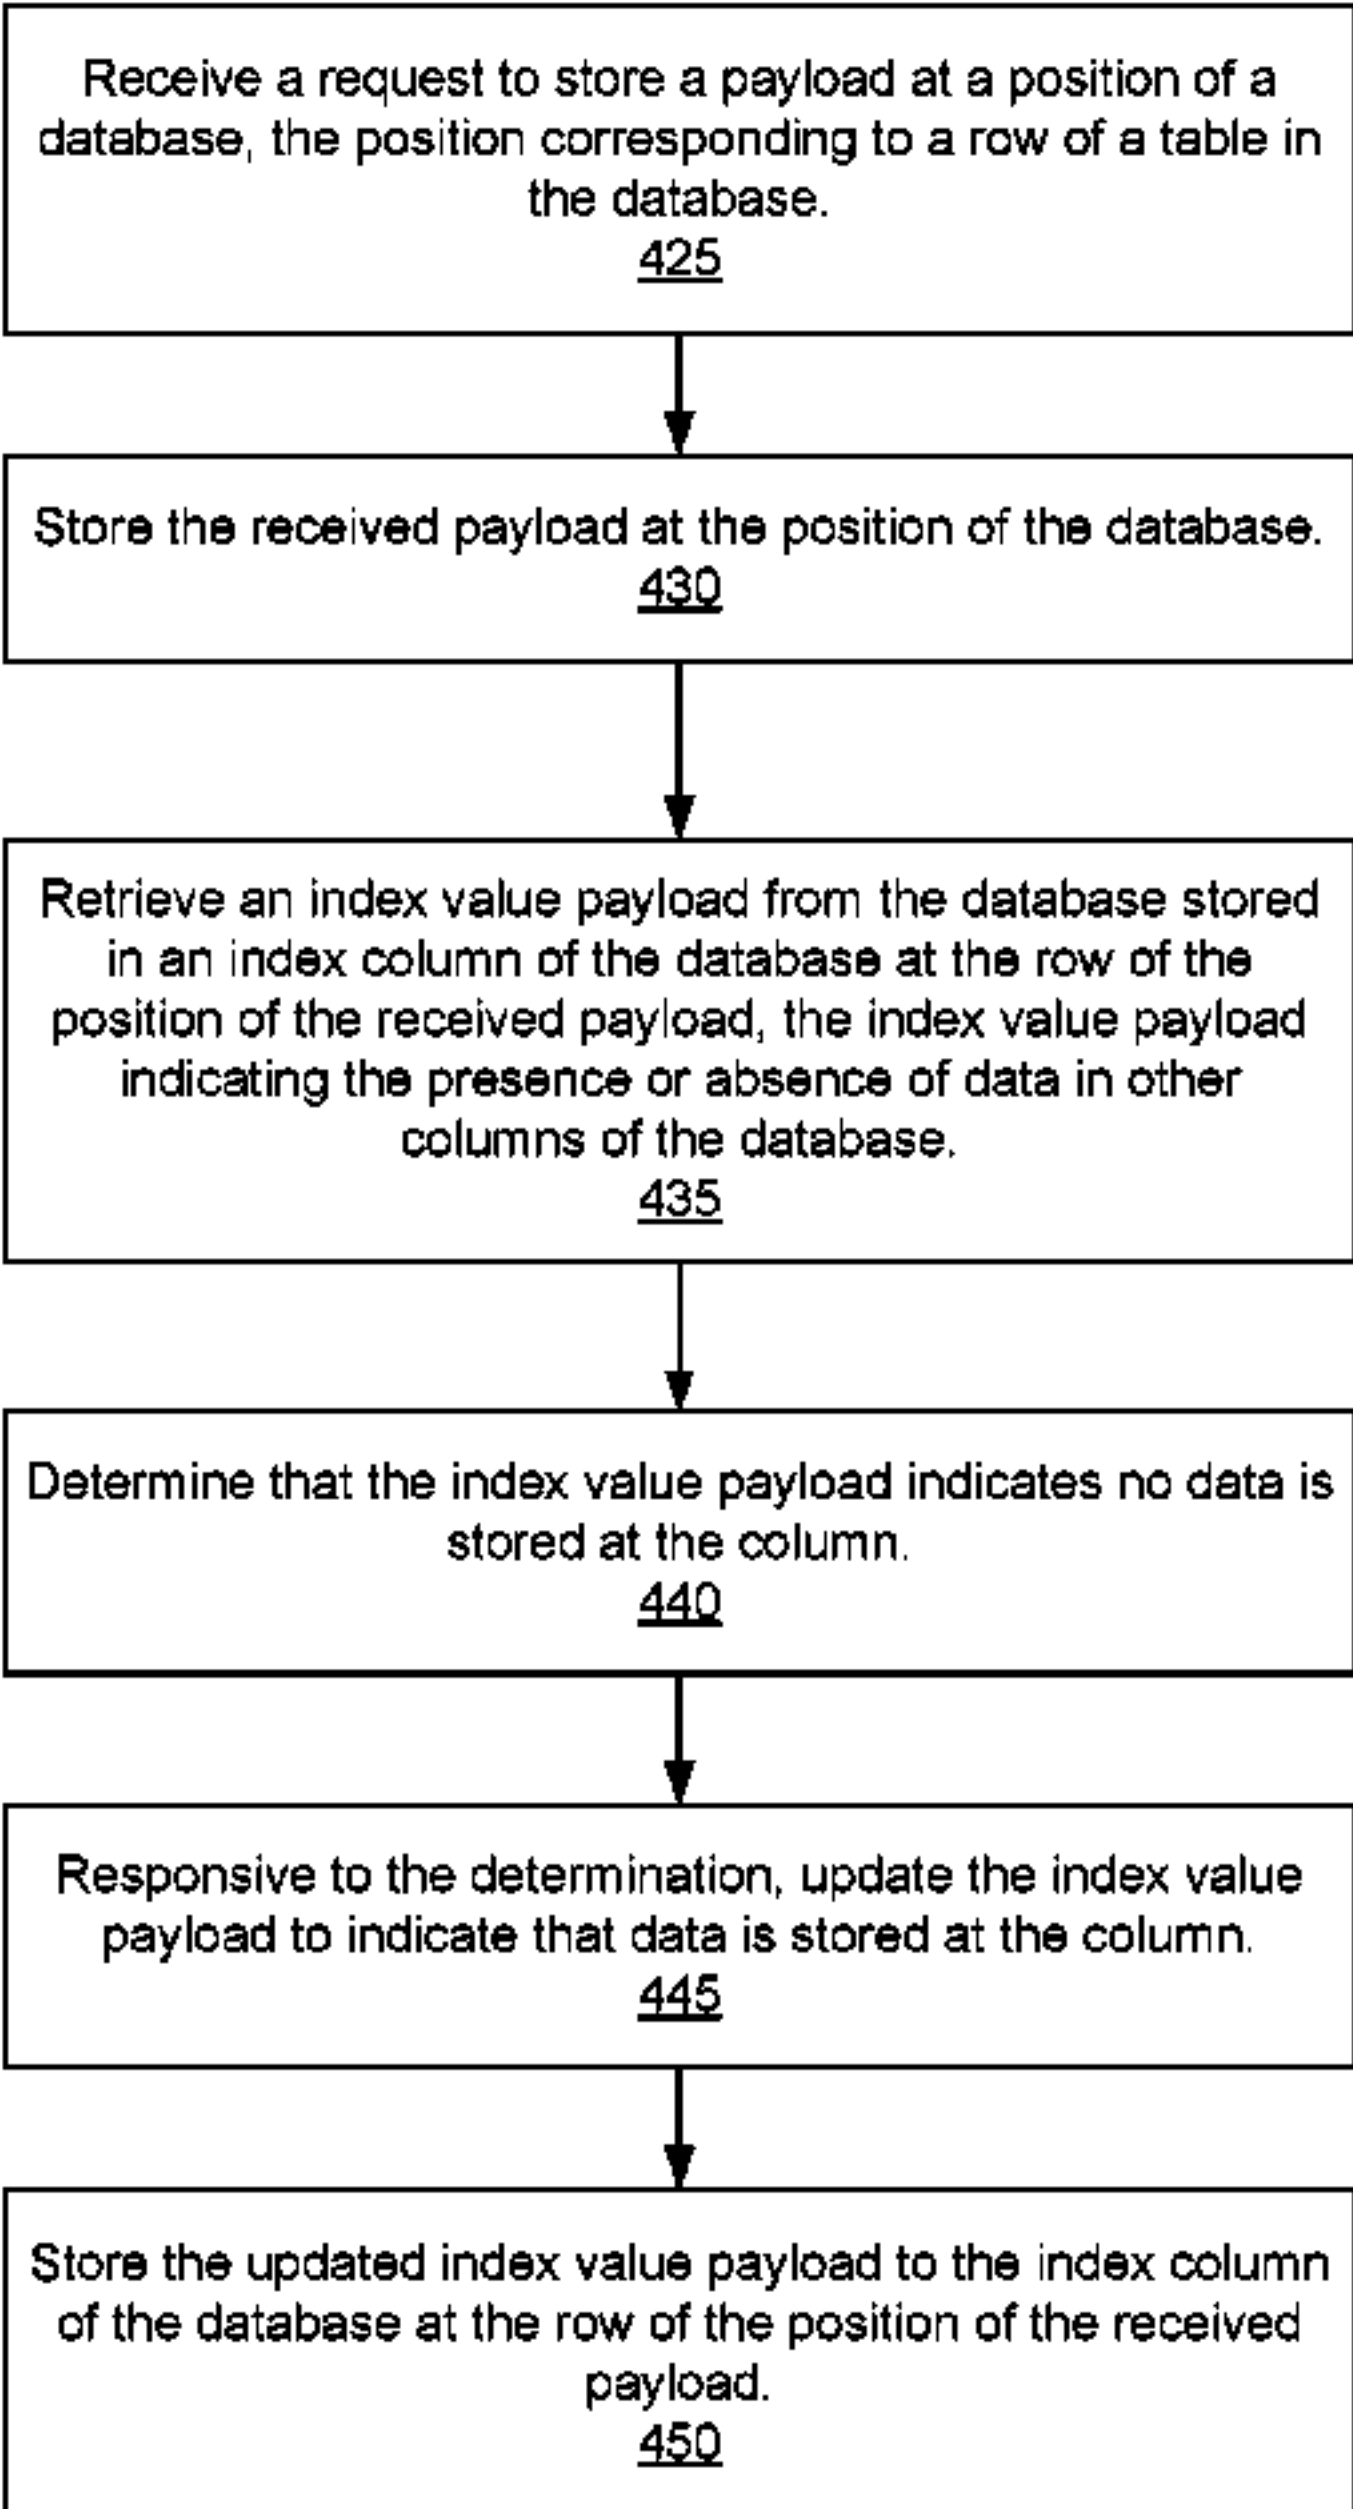 Receive a request to store a payload at a position of a
database, the position corresponding to a row of a table in
the database.
425
Store the received payload at the position of the database.
430
Retrieve an index value payload from the database stored
in an index column of the database at the row of the
position of the received payload, the index value payload
indicating the presence or absence of data in other
columns of the database.
435
Determine that the index value payload indicates no data is
stored at the column.
440
Responsive to the determination, update the index value
payload to indicate that data is stored at the column.
445
Store the updated index value payload to the index column
of the database at the row of the position of the received
payload.
450